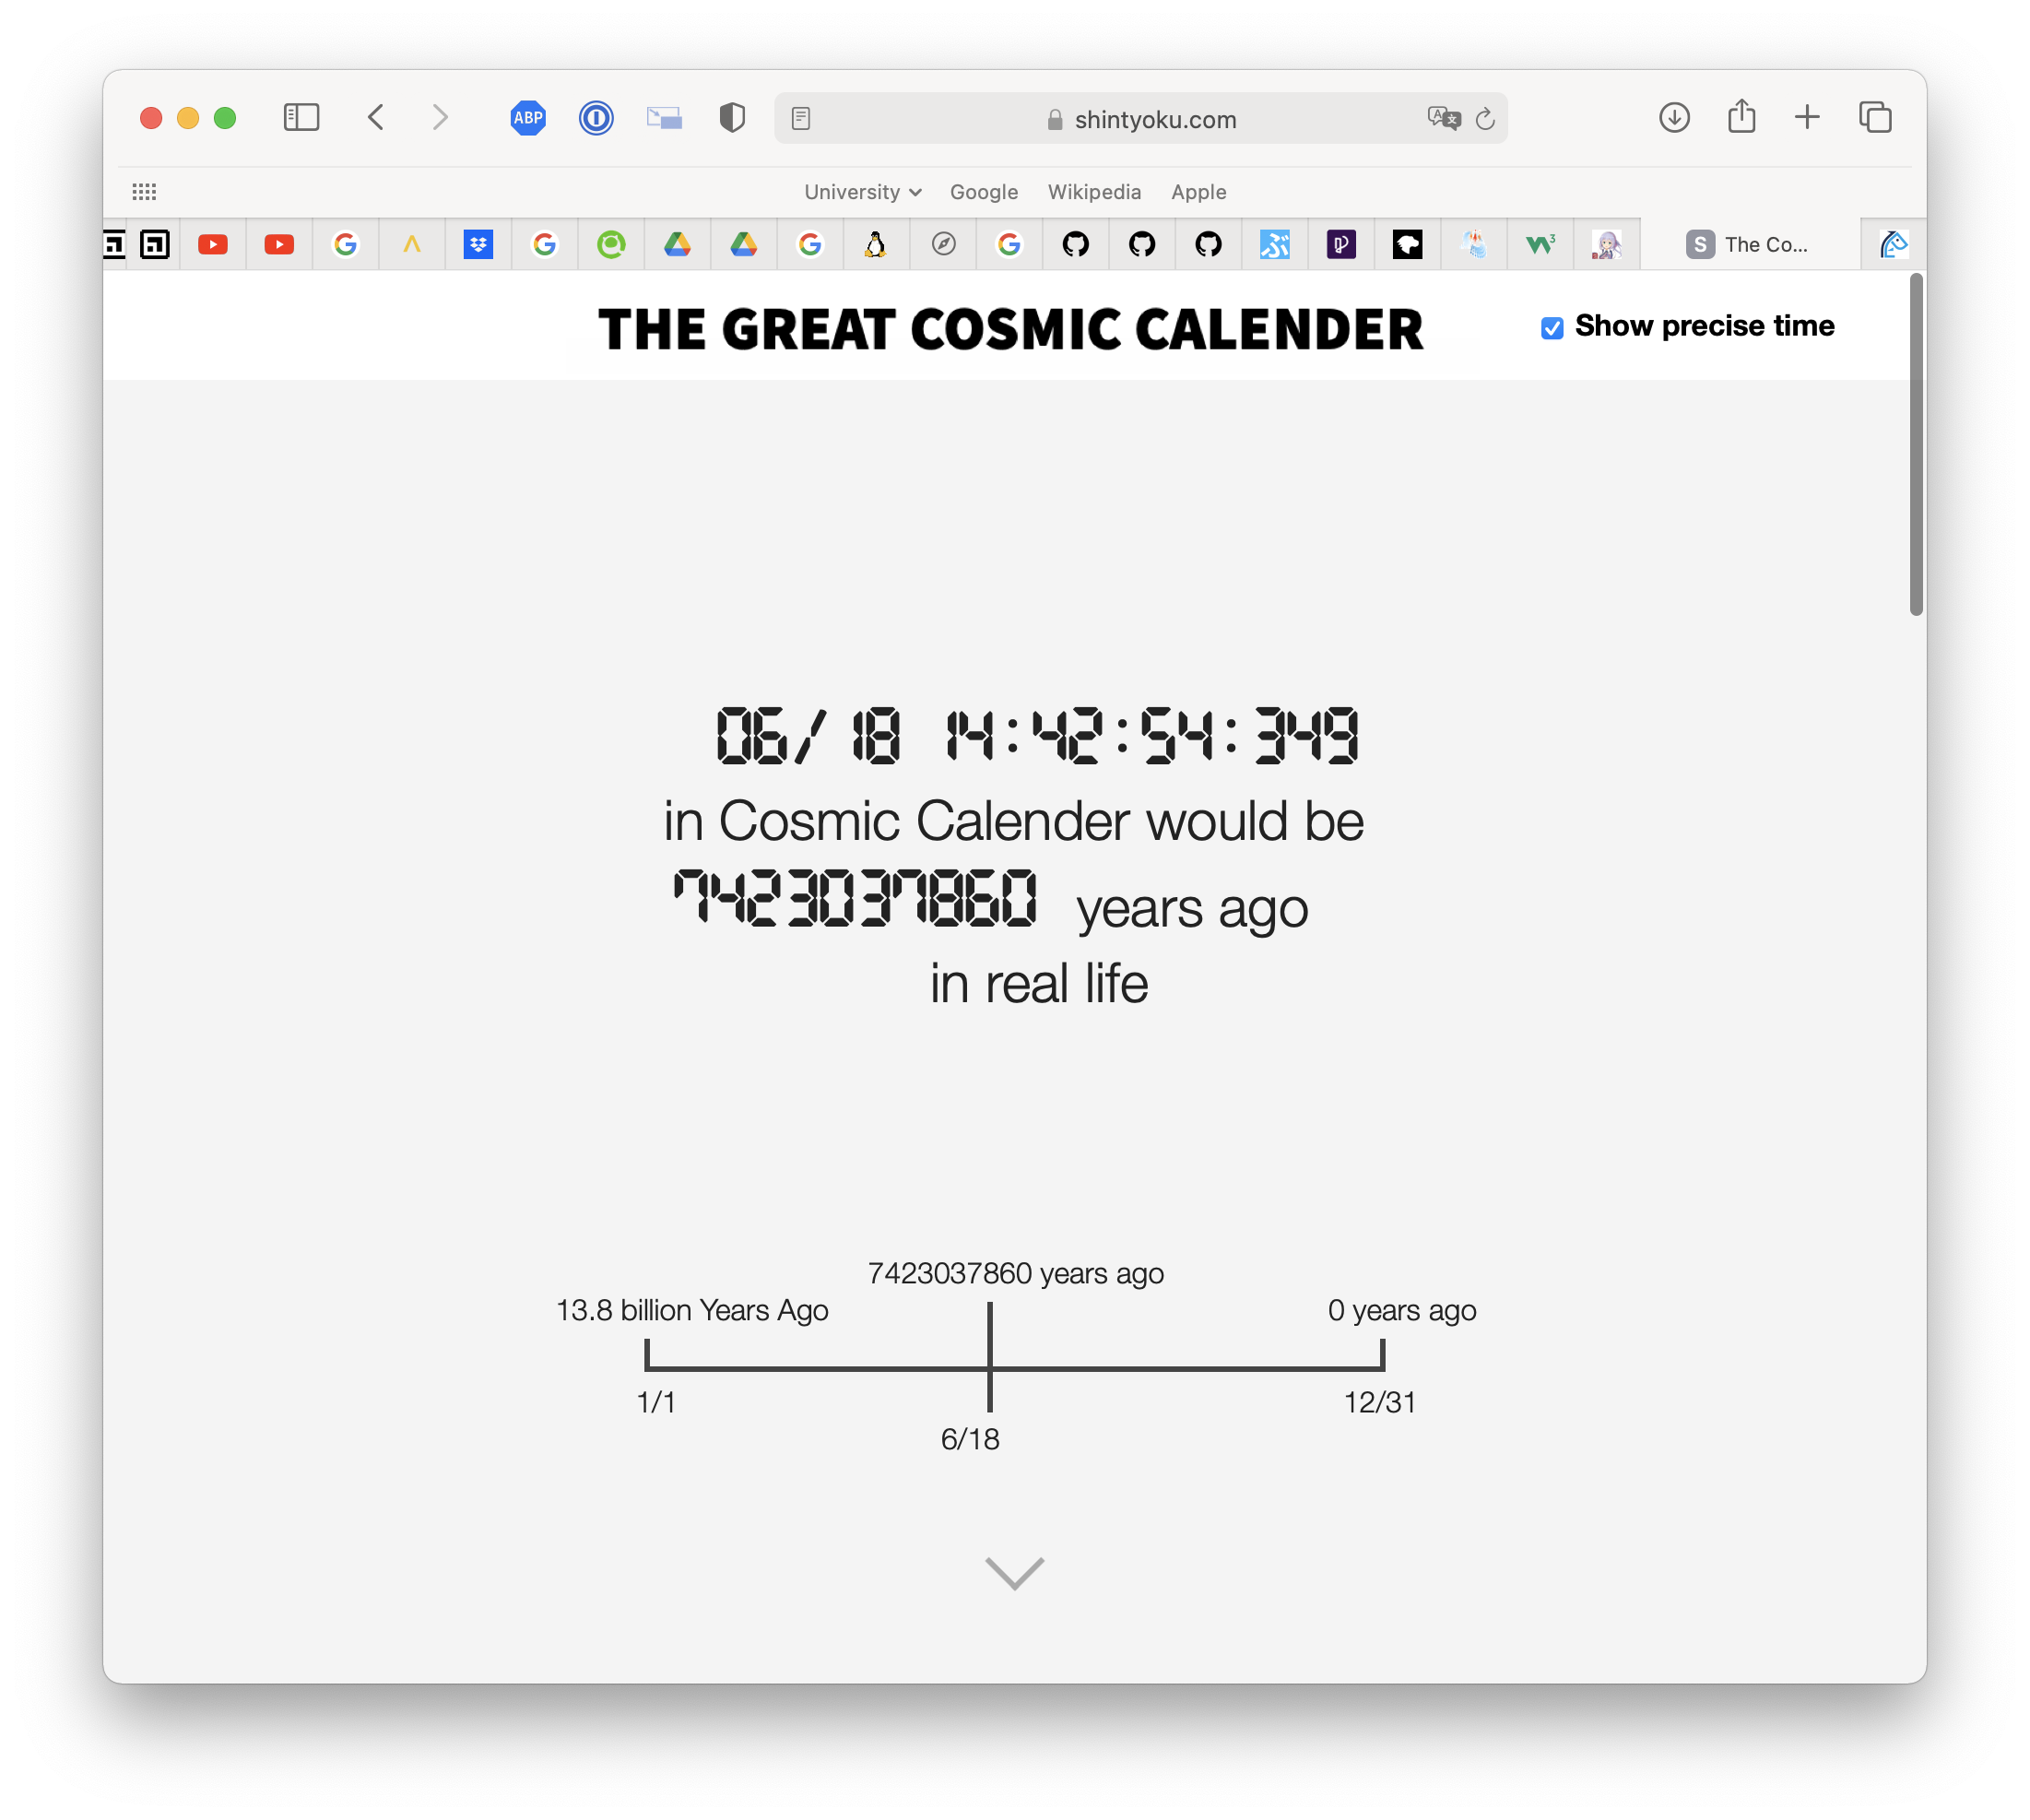 ABP
shintyoku.com
University Google Wikipedia Apple
S The Co...
THE GREAT COSMIC CALENDER
Show precise time
06/18 14:42:54:349
in Cosmic Calender would be
7423037860 years ago
in real life
7423037860 years ago
13.8 billion Years Ago
0 years ago
1/1
12/31
6/18